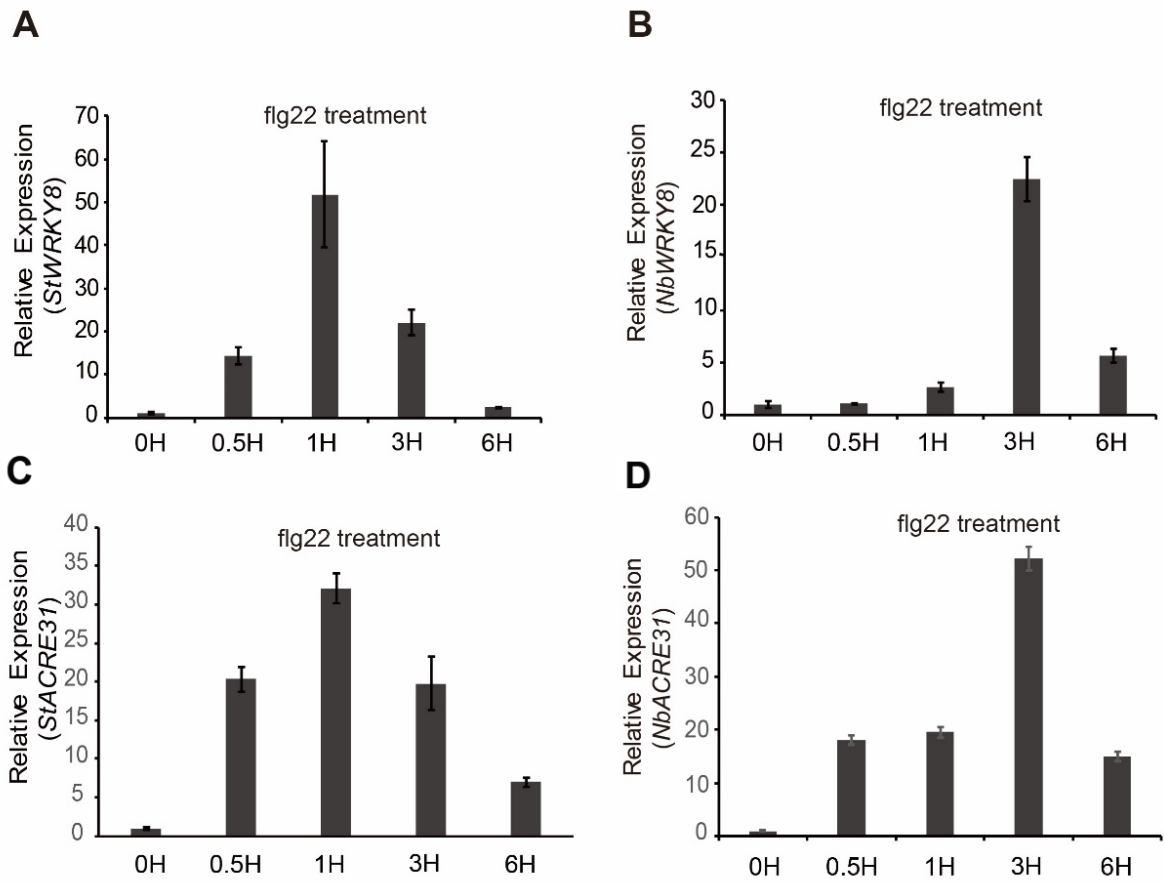 A
flg22 treatment
Relative Expression
(StWRKY8)
70
60
50
40
30
20
10
0
0H 0.5H 1H 3H 6H
B
flg22 treatment
Relative Expression
(NbWRKY8)
30
25
20
15
10
5
0
0H 0.5H 1H 3H 6H
C
flg22 treatment
Relative Expression
(StACRE31)
40
35
30
25
20
15
10
5
0
0H 0.5H 1H 3H 6H
D
flg22 treatment
Relative Expression
(NbACRE31)
60
50
40
30
20
10
0
0H 0.5H 1H 3H 6H